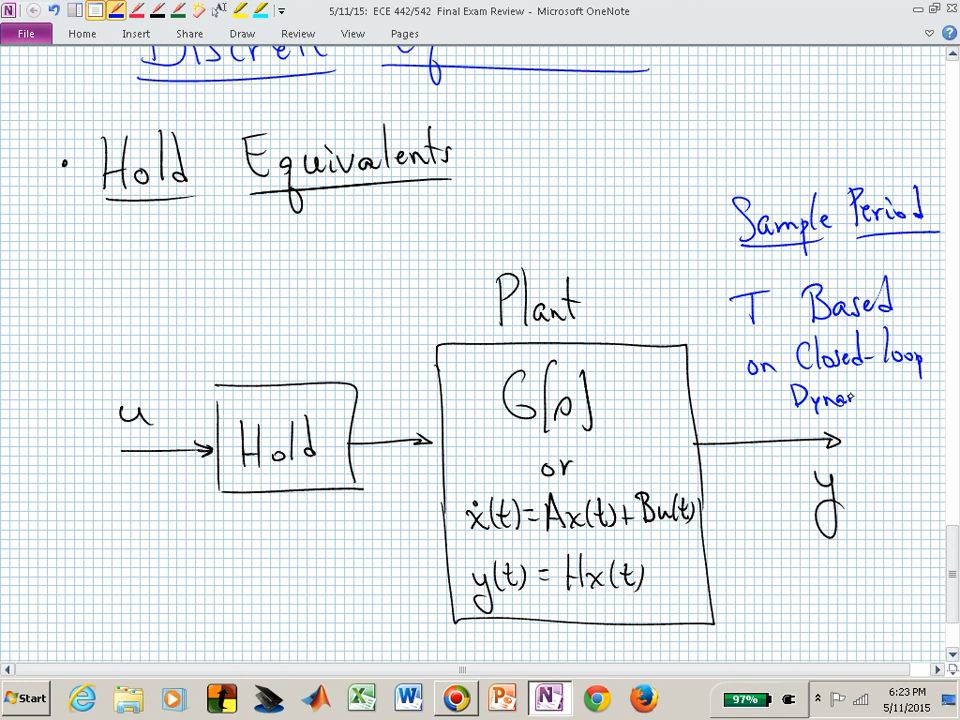 5/11/15: ECE 442/542 Final Exam Review - Microsoft OneNote
File Home Insert Share Draw Review View Pages
Discrete
• Hold Equivalents
Sample Period
T Based
on Closed-loop
Dyna
Plant
G(s)
or
ẋ(t)=Ax(t)+Bu(t)
y(t) = Hx(t)
u
Hold
y
Start
97%
6:23 PM
5/11/2015